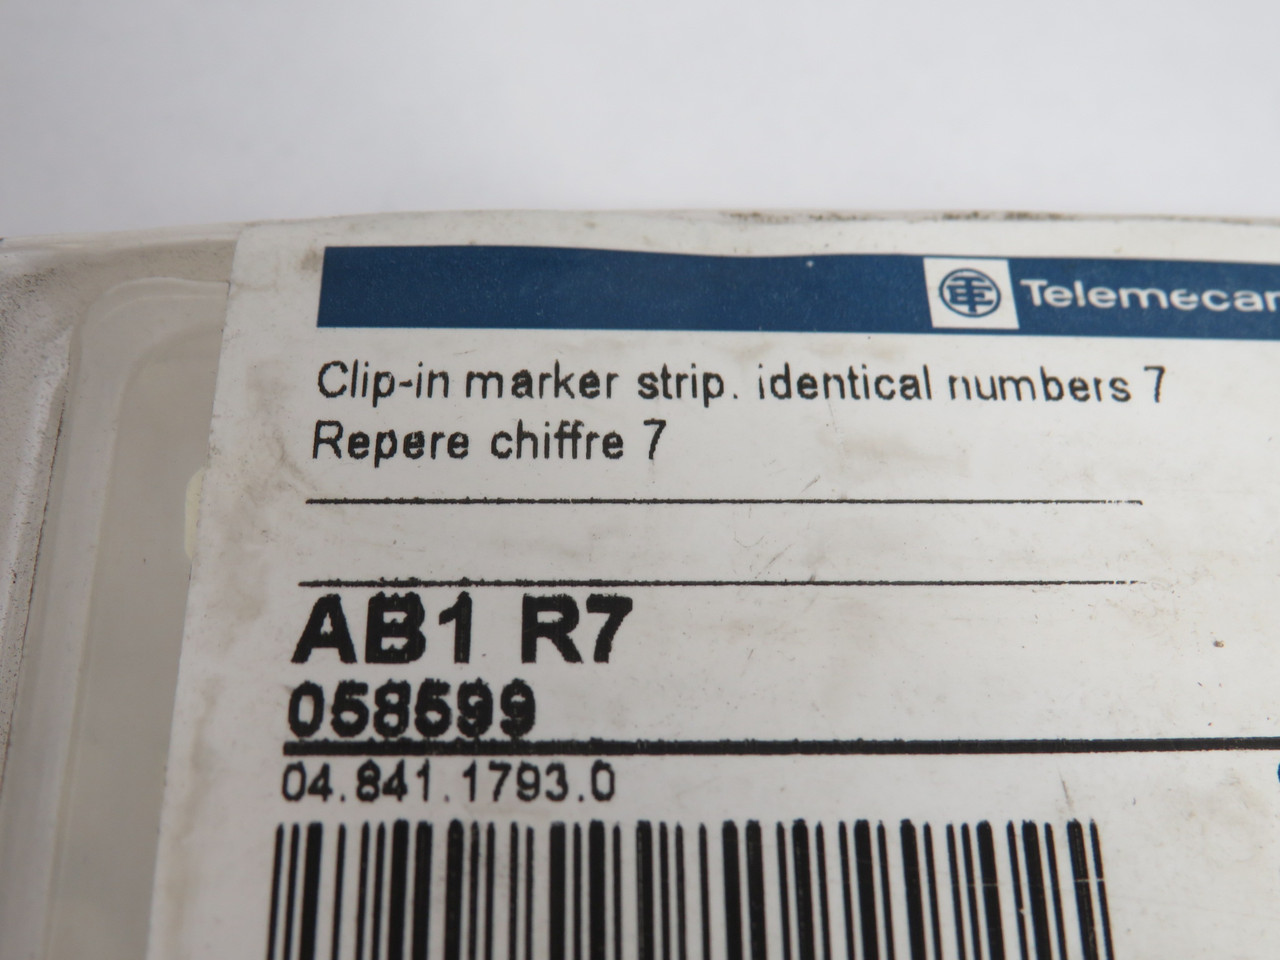 Telemecan
Clip-in marker strip. identical numbers 7
Repere chiffre 7
AB1 R7
058599
04.841.1793.0